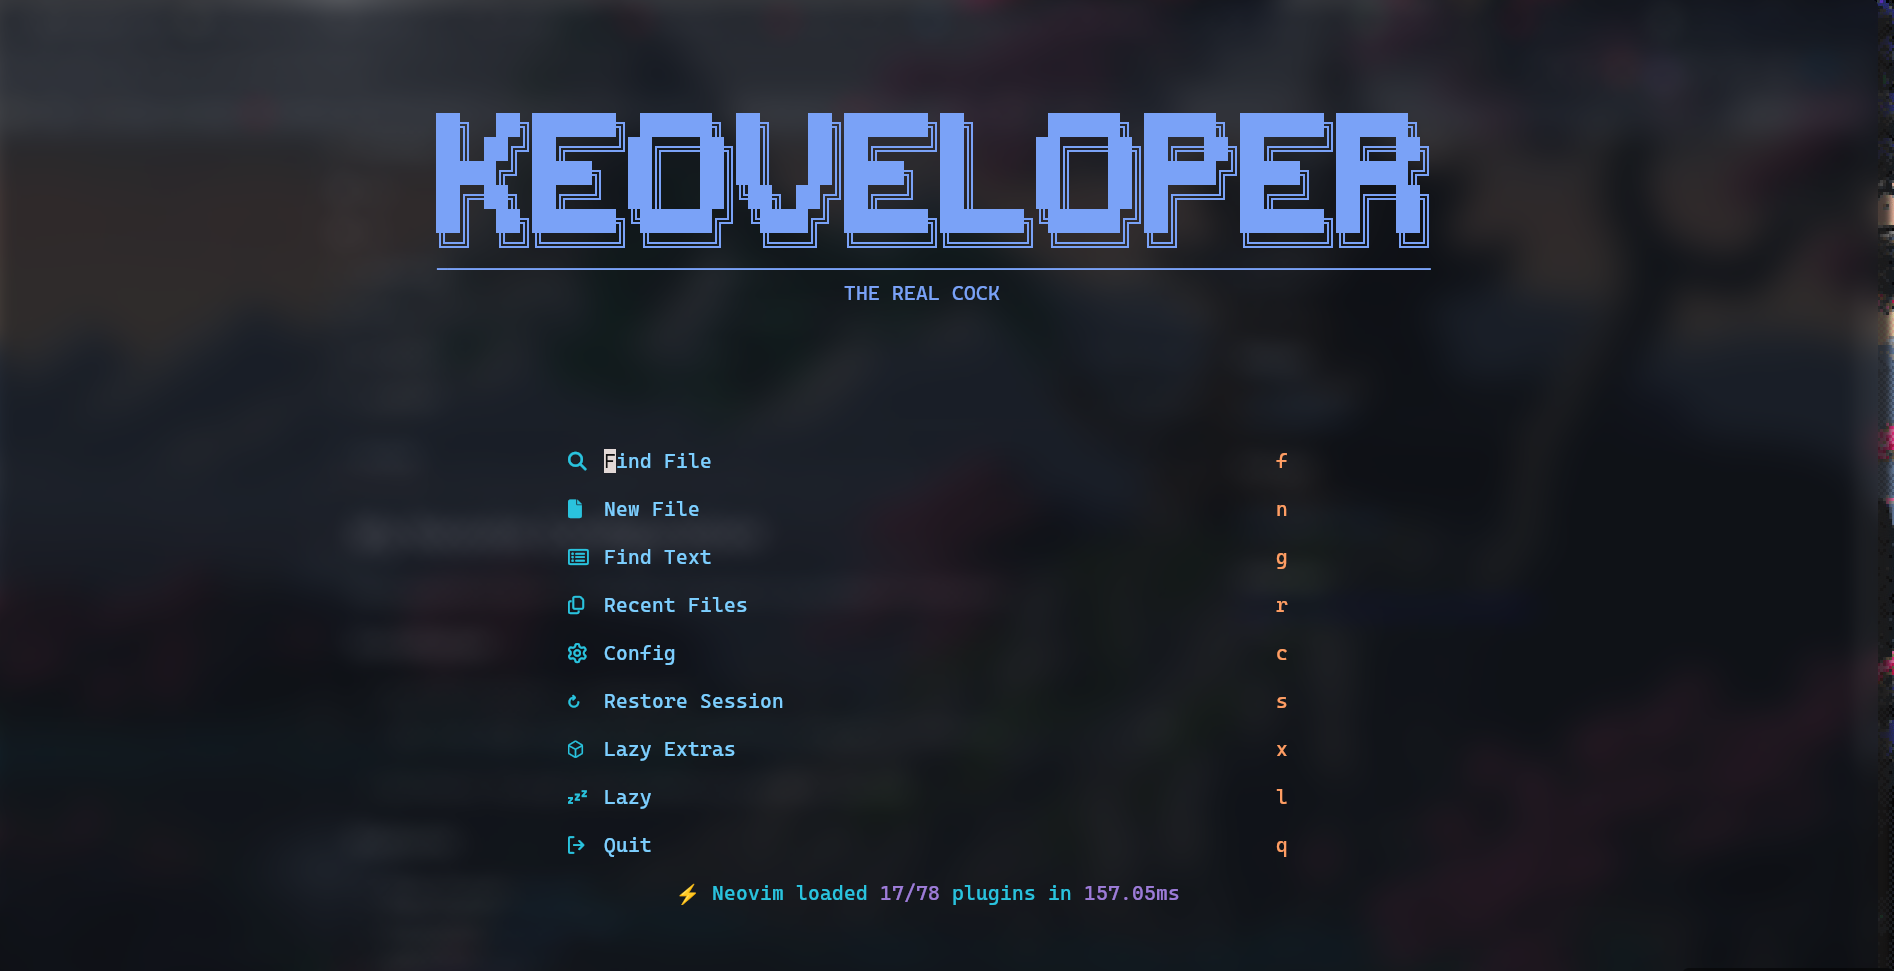 KEOVELOPER
THE REAL COCK
Find File f
New File n
Find Text g
Recent Files r
Config c
Restore Session s
Lazy Extras x
Lazy l
Quit q
⚡ Neovim loaded 17/78 plugins in 157.05ms